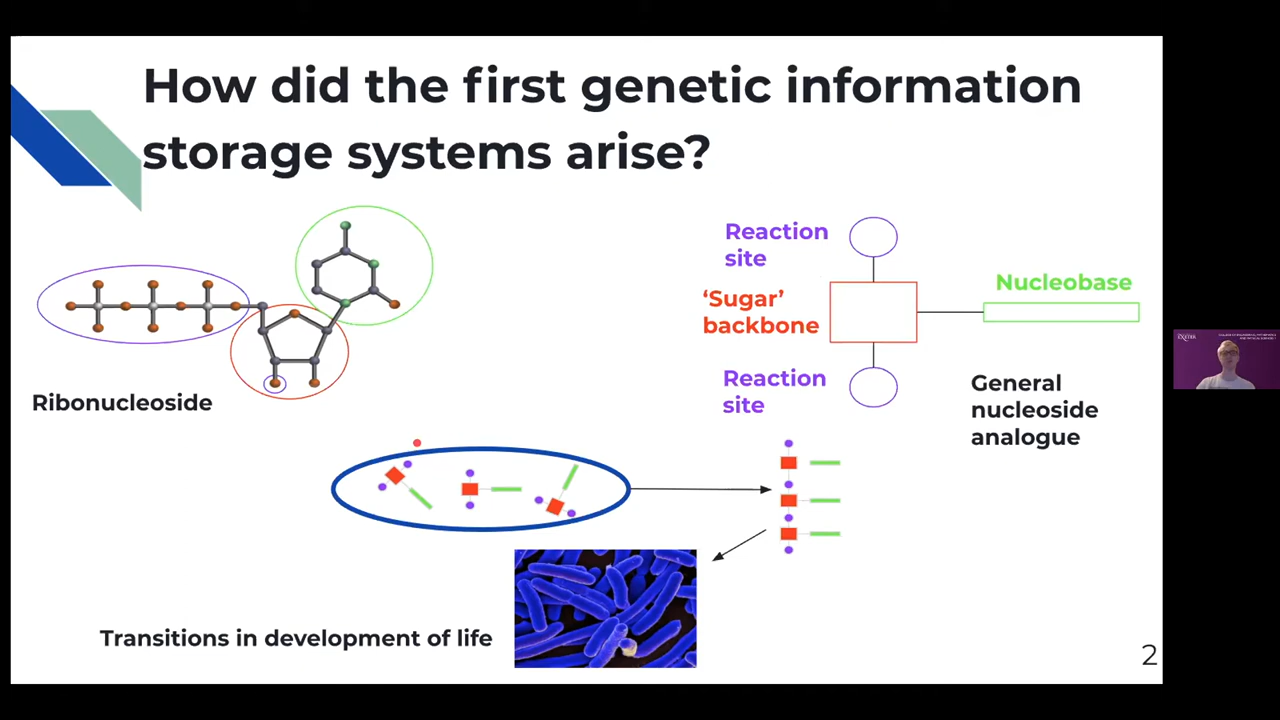 How did the first genetic information
storage systems arise?
Reaction
site
Nucleobase
‘Sugar’
backbone
Reaction
site
General
nucleoside
analogue
Ribonucleoside
Transitions in development of life
2
EXETER